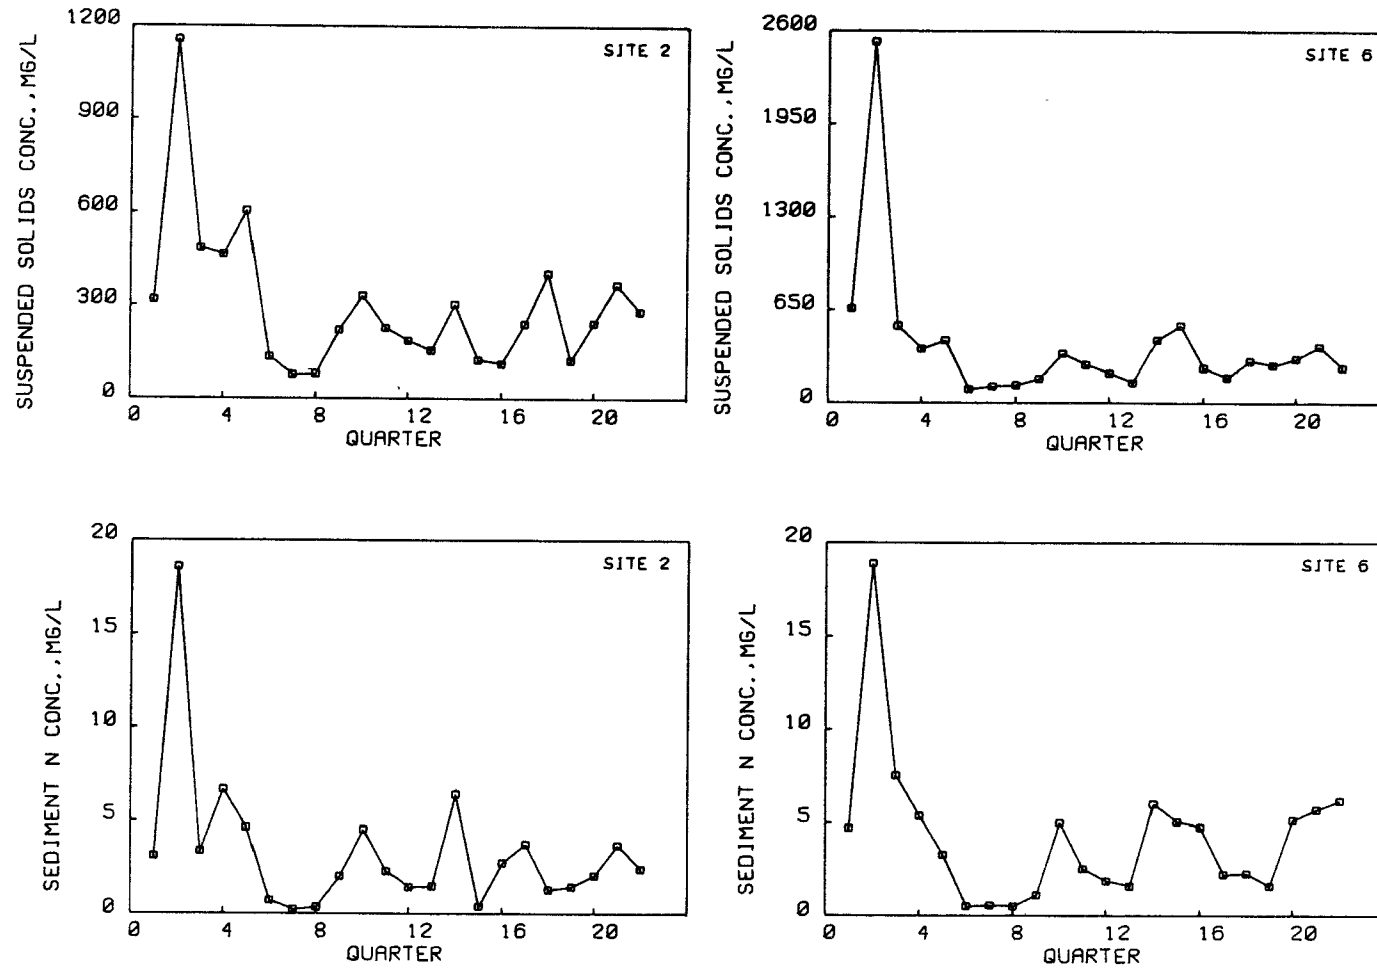 SUSPENDED SOLIDS CONC.,MG/L
1200
900
600
300
0
SITE 2
0 4 8 12 16 20
QUARTER
SUSPENDED SOLIDS CONC.,MG/L
2600
1950
1300
650
0
SITE 6
0 4 8 12 16 20
QUARTER
SEDIMENT N CONC.,MG/L
20
15
10
5
0
SITE 2
0 4 8 12 16 20
QUARTER
SEDIMENT N CONC.,MG/L
20
15
10
5
0
SITE 6
0 4 8 12 16 20
QUARTER